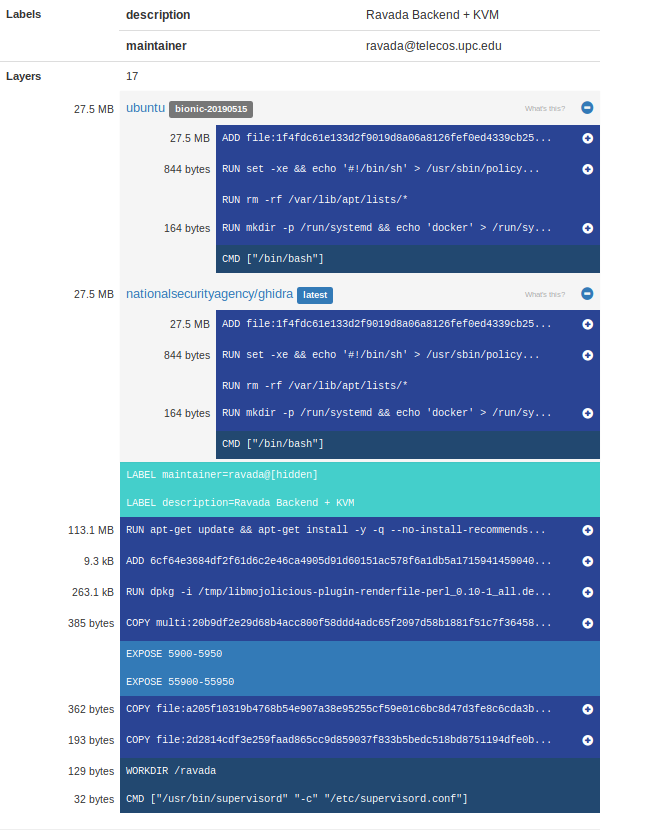 Labels description Ravada Backend + KVM
maintainer ravada@telecos.upc.edu
Layers 17
27.5 MB ubuntu bionic-20190515 What's this?
27.5 MB ADD file:1f4fdc61e133d2f9019d8a06a8126fef0ed4339cb25...
844 bytes RUN set -xe && echo '#!/bin/sh' > /usr/sbin/policy...
RUN rm -rf /var/lib/apt/lists/*
164 bytes RUN mkdir -p /run/systemd && echo 'docker' > /run/sy...
CMD ["/bin/bash"]
27.5 MB nationalsecurityagency/ghidra latest What's this?
27.5 MB ADD file:1f4fdc61e133d2f9019d8a06a8126fef0ed4339cb25...
844 bytes RUN set -xe && echo '#!/bin/sh' > /usr/sbin/policy...
RUN rm -rf /var/lib/apt/lists/*
164 bytes RUN mkdir -p /run/systemd && echo 'docker' > /run/sy...
CMD ["/bin/bash"]
LABEL maintainer=ravada@[hidden]
LABEL description=Ravada Backend + KVM
113.1 MB RUN apt-get update && apt-get install -y -q --no-install-recommends...
9.3 kB ADD 6cf64e3684df2f61d6c2e46ca4905d91d60151ac578f6a1db5a1715941459040...
263.1 kB RUN dpkg -i /tmp/libmojolicious-plugin-renderfile-perl_0.10-1_all.de...
385 bytes COPY multi:20b9df2e29d68b4acc800f58ddd4adc65f2097d58b1881f51c7f36458...
EXPOSE 5900-5950
EXPOSE 55900-55950
362 bytes COPY file:a205f10319b4768b54e907a38e95255cf59e01c6bc8d47d3fe8c6cda3b...
193 bytes COPY file:2d2814cdf3e259faad865cc9d859037f833b5bedc518bd8751194dfe0b...
129 bytes WORKDIR /ravada
32 bytes CMD ["/usr/bin/supervisord" "-c" "/etc/supervisord.conf"]